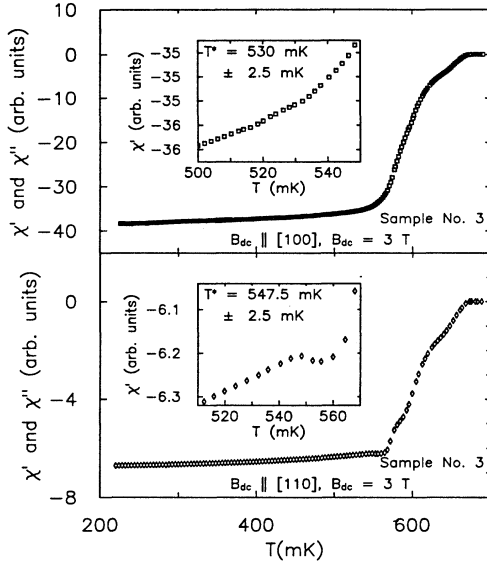 χ' and χ'' (arb. units)
0
−10
−20
−30
−40
χ' (arb. units)
−35
−35
−36
−36
T* = 530 mK
± 2.5 mK
500 520 540
T (mK)
Sample No. 3
B_dc ∥ [100], B_dc = 3 T
χ' and χ'' (arb. units)
0
−4
−8
χ' (arb. units)
−6.1
−6.2
−6.3
T* = 547.5 mK
± 2.5 mK
520 540 560
T (mK)
Sample No. 3
B_dc ∥ [110], B_dc = 3 T
200 400 600
T(mK)